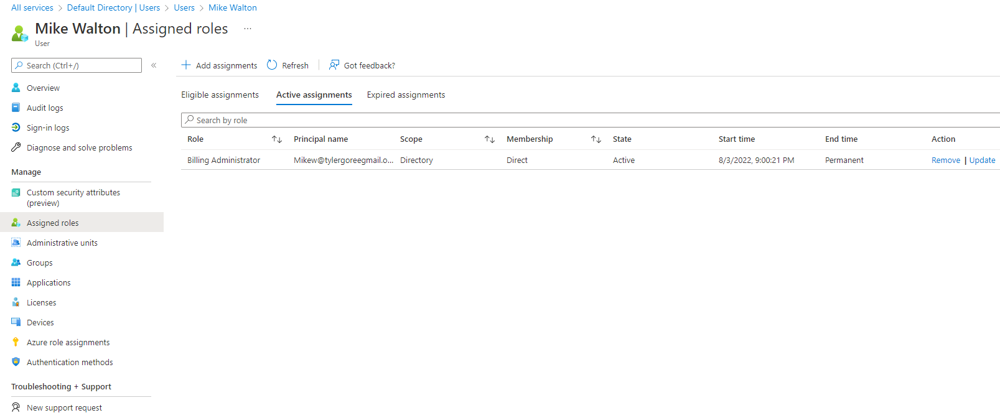 All services > Default Directory | Users > Users > Mike Walton
Mike Walton | Assigned roles ...
User
Search (Ctrl+/) «
Add assignments Refresh Got feedback?
Overview
Audit logs
Sign-in logs
Diagnose and solve problems
Manage
Custom security attributes
(preview)
Assigned roles
Administrative units
Groups
Applications
Licenses
Devices
Azure role assignments
Authentication methods
Troubleshooting + Support
New support request
Eligible assignments Active assignments Expired assignments
Search by role
Role Principal name Scope Membership State Start time End time Action
Billing Administrator Mikew@tylergoreegmail.o... Directory Direct Active 8/3/2022, 9:00:21 PM Permanent Remove | Update